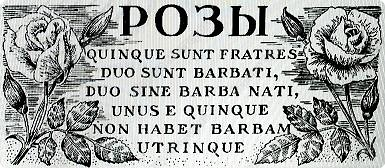 РОЗЫ
QUINQUE SUNT FRATRES
DUO SUNT BARBATI,
DUO SINE BARBA NATI,
UNUS E QUINQUE
NON HABET BARBAM
UTRINQUE